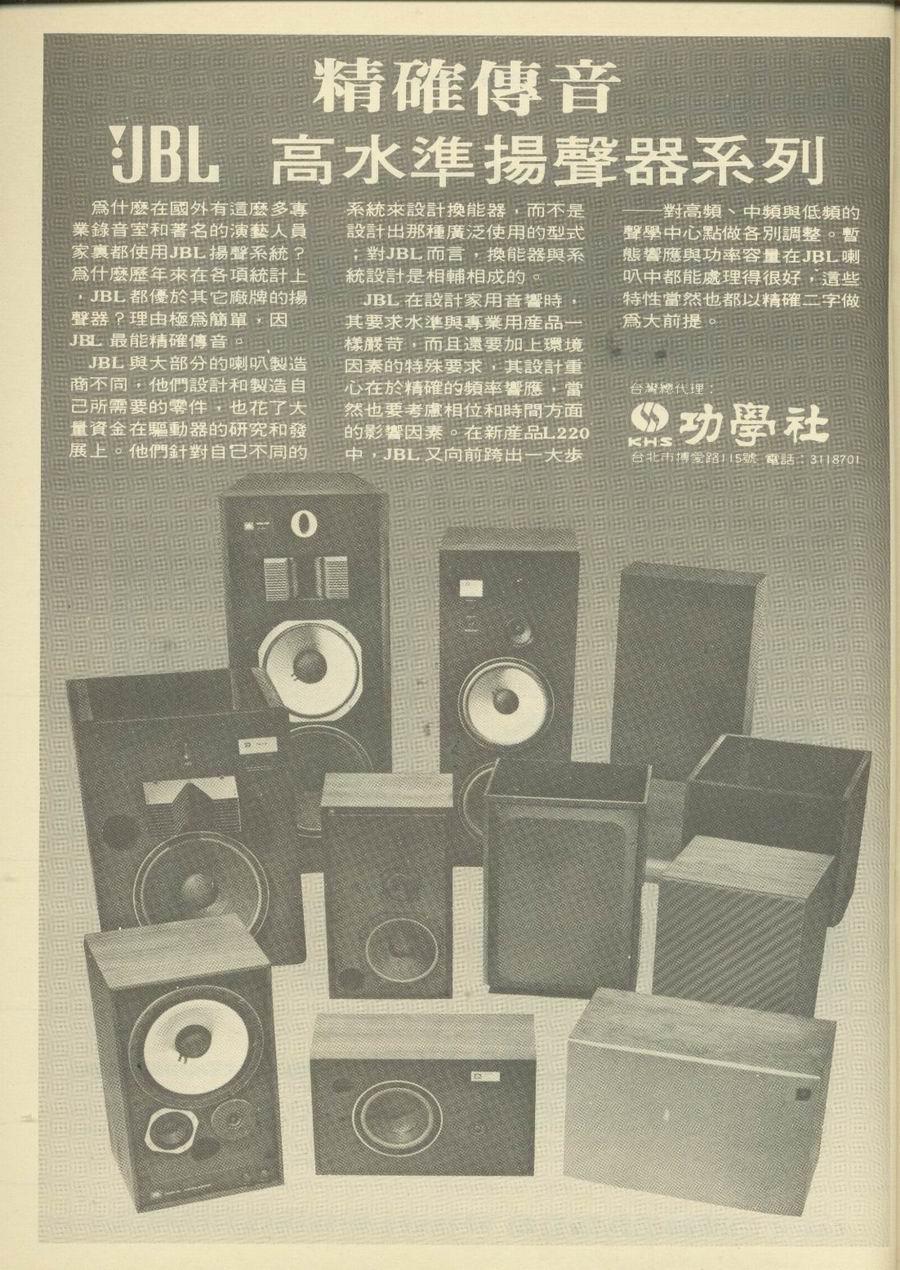 精確傳音
JBL 高水準揚聲器系列
爲什麼在國外有這麼多專
業錄音室和著名的演藝人員
家裏都使用JBL揚聲系統？
爲什麼歷年來在各項統計上
，JBL都優於其它廠牌的揚
聲器？理由極爲簡單，因
JBL 最能精確傳音。
JBL 與大部分的喇叭製造
商不同，他們設計和製造自
己所需要的零件，也花了大
量資金在驅動器的研究和發
展上。他們針對自己不同的
系統來設計換能器，而不是
設計出那種廣泛使用的型式
；對JBL而言，換能器與系
統設計是相輔相成的。
JBL 在設計家用音響時，
其要求水準與專業用產品一
樣嚴苛，而且還要加上環境
因素的特殊要求，其設計重
心在於精確的頻率響應，當
然也要考慮相位和時間方面
的影響因素。在新產品L220
中，JBL 又向前跨出一大步
——對高頻、中頻與低頻的
聲學中心點做各別調整。暫
態響應與功率容量在JBL喇
叭中都能處理得很好，這些
特性當然也都以精確二字做
爲大前提。
台灣總代理：
KHS 功學社
台北市博愛路115號 電話：3118701